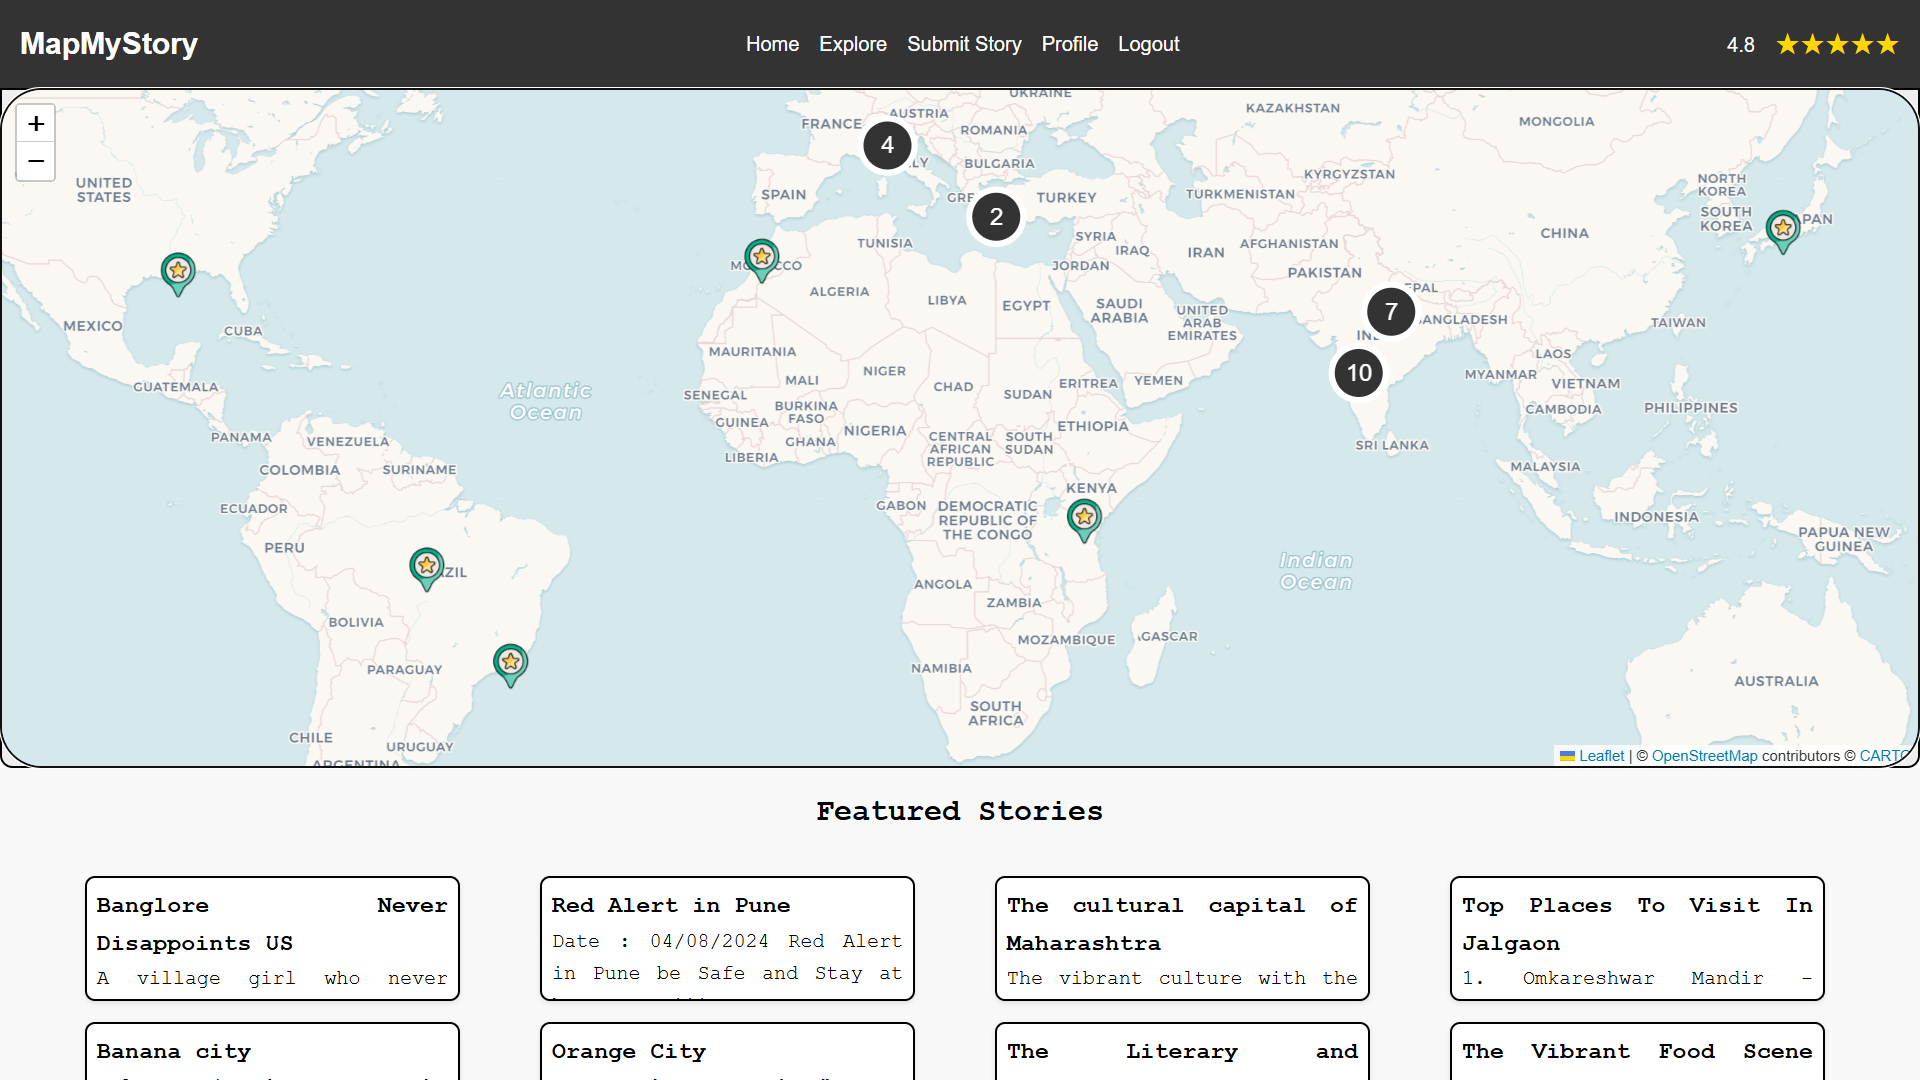 MapMyStory
Home Explore Submit Story Profile Logout
4.8
+
−
UKRAINE
FRANCE
AUSTRIA
ROMANIA
KAZAKHSTAN
MONGOLIA
4
LY
BULGARIA
UNITED
STATES
SPAIN
GRE
2
TURKEY
TURKMENISTAN
KYRGYZSTAN
NORTH
KOREA
SOUTH
KOREA
PAN
CHINA
TUNISIA
SYRIA
IRAQ
IRAN
AFGHANISTAN
MO CCO
JORDAN
PAKISTAN
ALGERIA
LIBYA
EGYPT
SAUDI
ARABIA
UNITED
ARAB
EMIRATES
7
EPAL
ANGLADESH
IND
TAIWAN
MEXICO
CUBA
MAURITANIA
10
LAOS
MYANMAR
VIETNAM
GUATEMALA
Atlantic
Ocean
MALI
NIGER
CHAD
SUDAN
ERITREA
YEMEN
SENEGAL
BURKINA
FASO
CAMBODIA
PHILIPPINES
GUINEA
GHANA
NIGERIA
CENTRAL
AFRICAN
REPUBLIC
SOUTH
SUDAN
ETHIOPIA
PANAMA
VENEZUELA
LIBERIA
SRI LANKA
COLOMBIA
SURINAME
MALAYSIA
ECUADOR
GABON
DEMOCRATIC
REPUBLIC OF
THE CONGO
KENYA
INDONESIA
PAPUA NEW
GUINEA
PERU
ZIL
Indian
Ocean
ANGOLA
ZAMBIA
BOLIVIA
MOZAMBIQUE
AGASCAR
PARAGUAY
NAMIBIA
AUSTRALIA
SOUTH
AFRICA
CHILE
URUGUAY
ARGENTINA
Leaflet | © OpenStreetMap contributors © CARTO
Featured Stories
Banglore Never
Disappoints US
A village girl who never
Red Alert in Pune
Date : 04/08/2024 Red Alert
in Pune be Safe and Stay at
The cultural capital of
Maharashtra
The vibrant culture with the
Top Places To Visit In
Jalgaon
1. Omkareshwar Mandir -
Banana city
Orange City
The Literary and
The Vibrant Food Scene